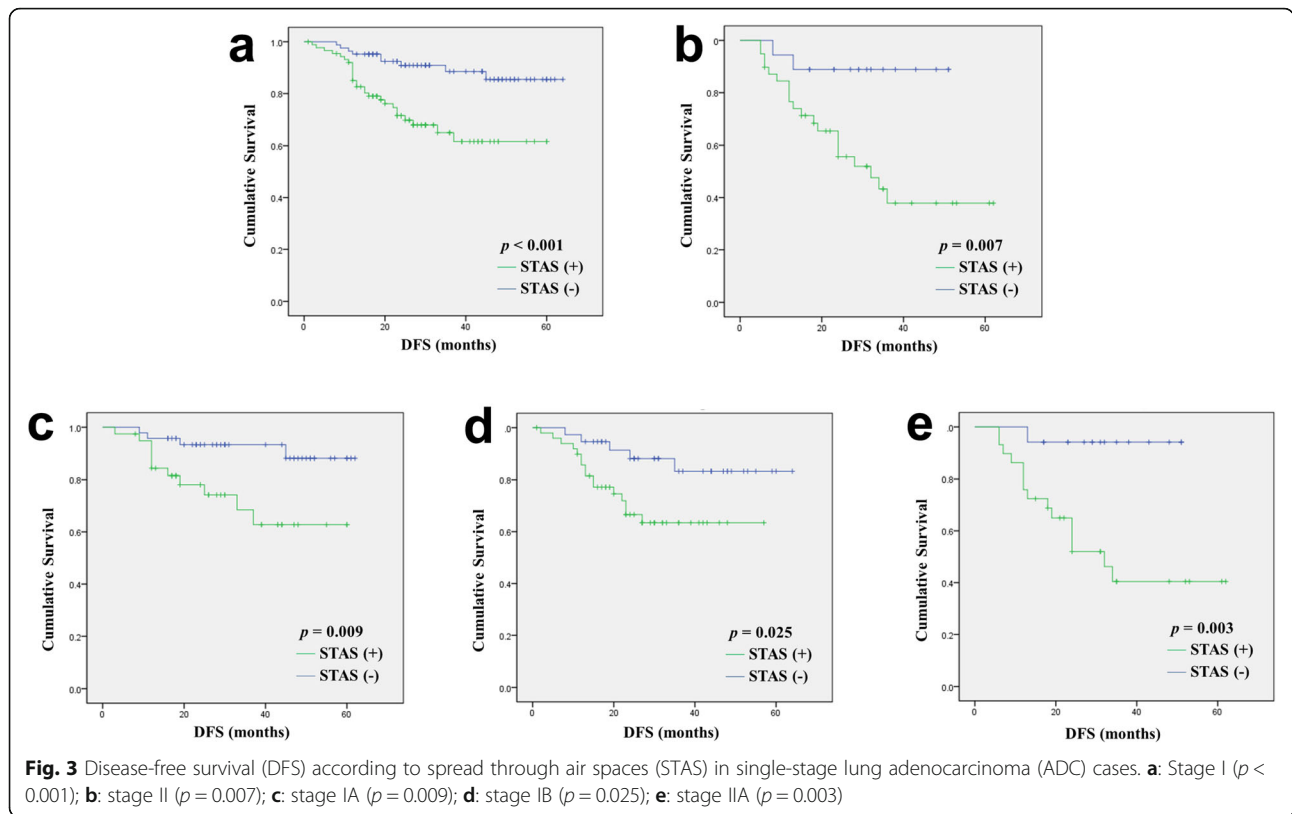 a
1.0
0.8
0.6
0.4
0.2
0.0
Cumulative Survival
p < 0.001
STAS (+)
STAS (-)
0
20
40
60
DFS (months)
b
.0
0.8
0.6
0.4
0.2
0.0
Cumulative Survival
p = 0.007
STAS (+)
STAS (-)
0
20
40
60
DFS (months)
c
1.0
0.8
0.6
0.4
0.2
0.0
Cumulative Survival
p = 0.009
STAS (+)
STAS (-)
0
20
40
60
DFS (months)
d
.0
0.8
0.6
0.4
0.2
0.0
Cumulative Survival
p = 0.025
STAS (+)
STAS (-)
0
20
40
60
DFS (months)
e
.0
0.8
0.6
0.4
0.2
0.0
Cumulative Survival
p = 0.003
STAS (+)
STAS (-)
0
20
40
60
DFS (months)
Fig. 3 Disease-free survival (DFS) according to spread through air spaces (STAS) in single-stage lung adenocarcinoma (ADC) cases. a: Stage I (p <
0.001); b: stage II (p = 0.007); c: stage IA (p = 0.009); d: stage IB (p = 0.025); e: stage IIA (p = 0.003)